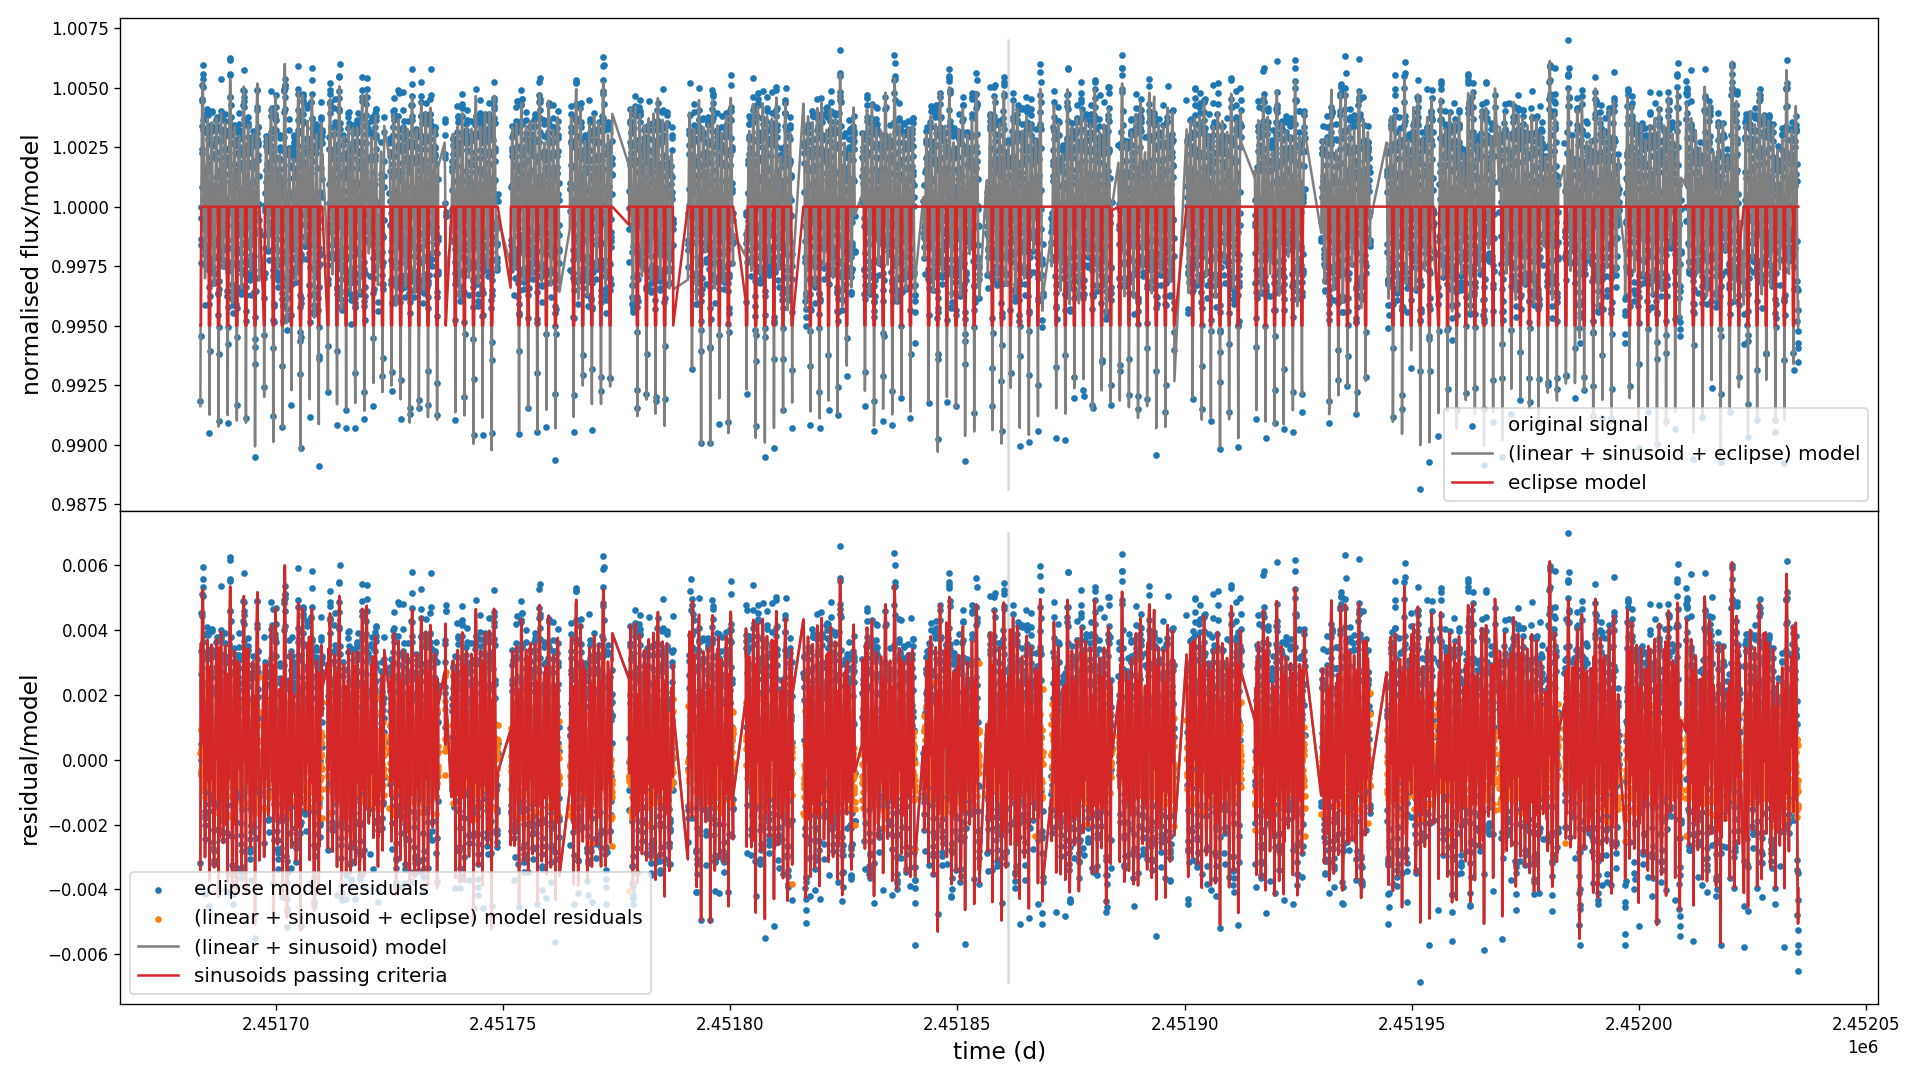 1.0075
1.0050
1.0025
1.0000
0.9975
0.9950
0.9925
0.9900
0.9875
normalised flux/model
original signal
(linear + sinusoid + eclipse) model
eclipse model
0.006
0.004
0.002
0.000
−0.002
−0.004
−0.006
residual/model
eclipse model residuals
(linear + sinusoid + eclipse) model residuals
(linear + sinusoid) model
sinusoids passing criteria
2.45170 2.45175 2.45180 2.45185 2.45190 2.45195 2.45200 2.45205
1e6
time (d)